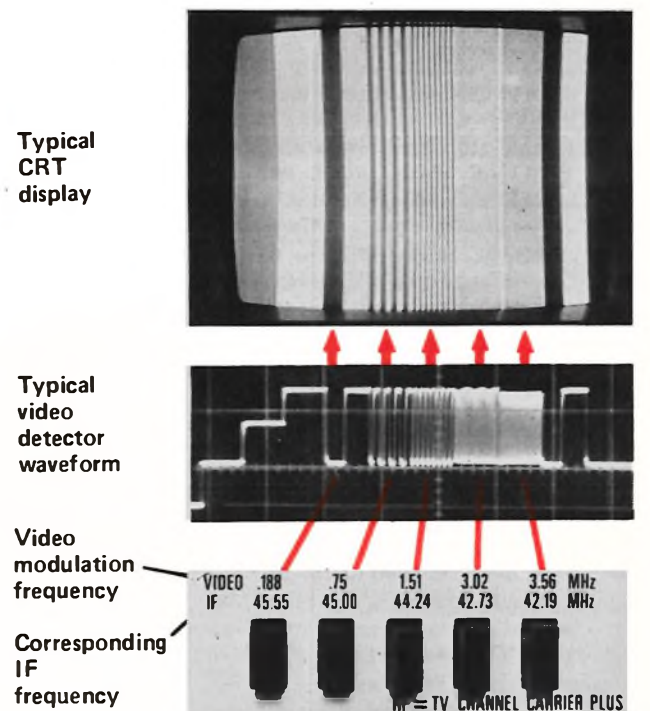 Typical
CRT
display
Typical
video
detector
waveform
Video
modulation
frequency
VIDEO .188 .75 1.51 3.02 3.56 MHz
IF 45.55 45.00 44.24 42.73 42.19 MHz
Corresponding
IF
frequency
= TV CHANNEL CARRIER PLUS